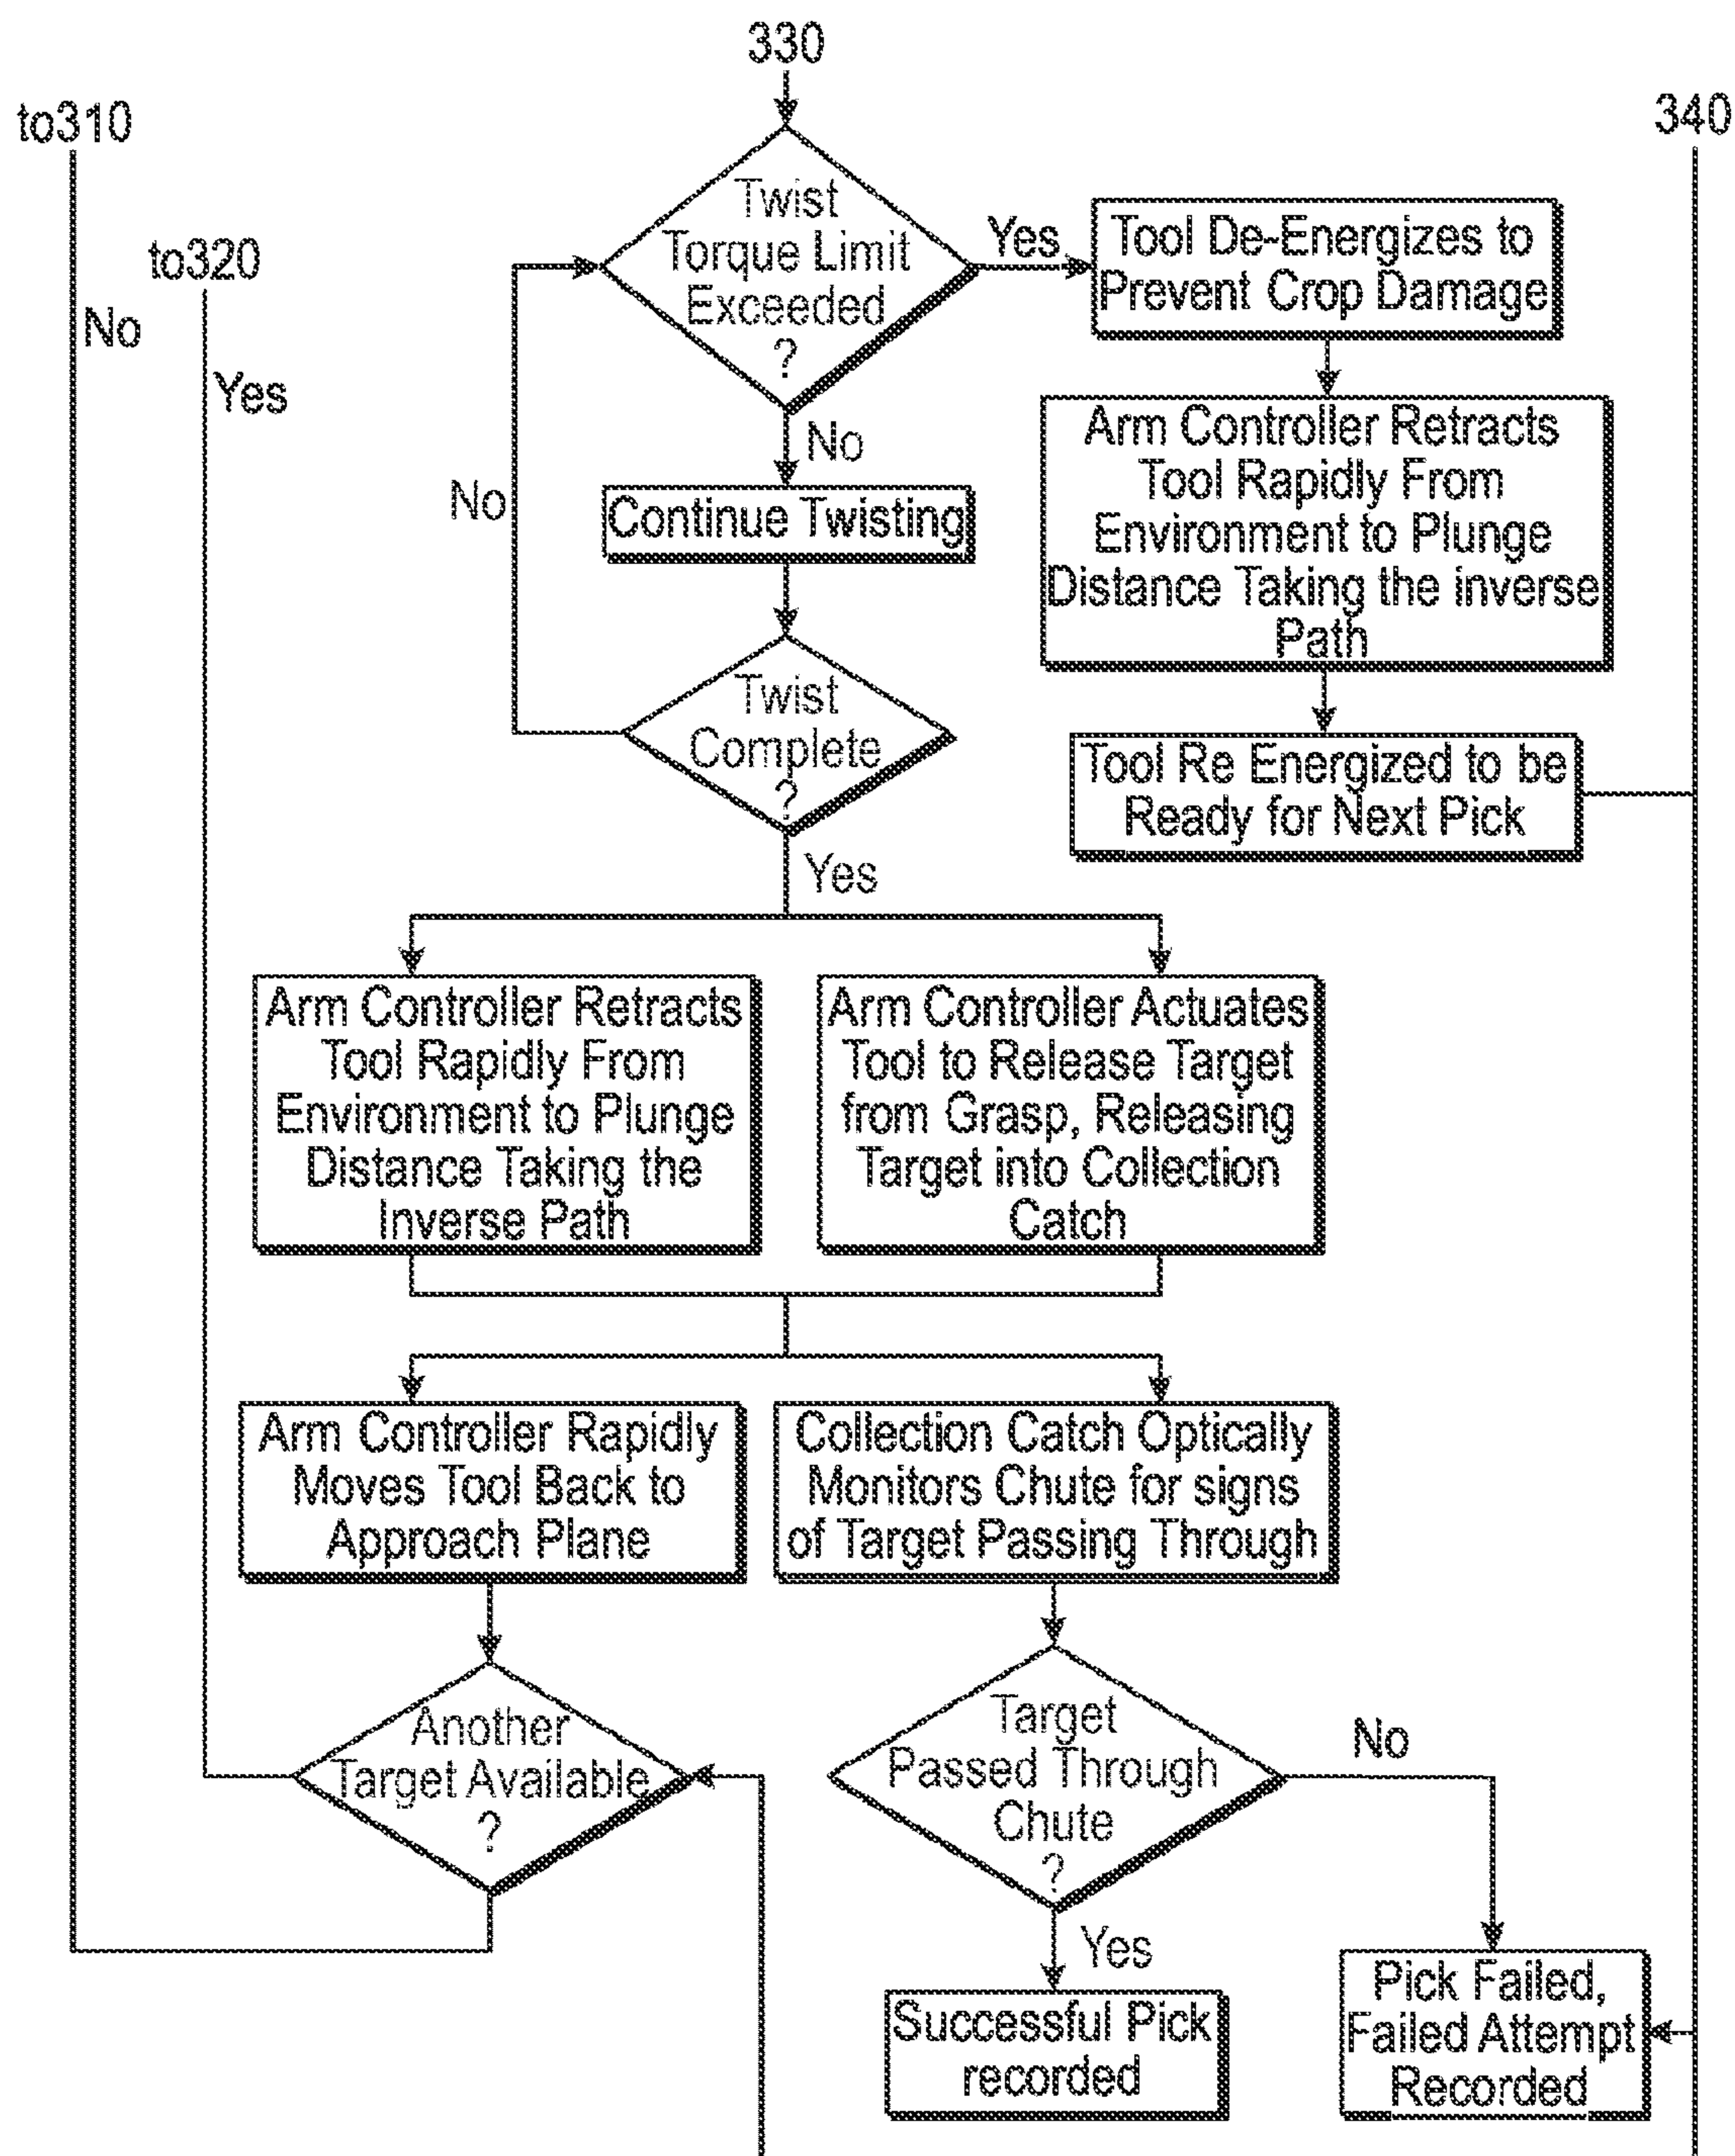 330
to310
340
to320
No
Yes
Twist
Torque Limit
Exceeded
?
Yes
Tool De-Energizes to
Prevent Crop Damage
No
Arm Controller Retracts
Tool Rapidly From
Environment to Plunge
Distance Taking the inverse
Path
No
Continue Twisting
Twist
Complete
?
Tool Re Energized to be
Ready for Next Pick
Yes
Arm Controller Retracts
Tool Rapidly From
Environment to Plunge
Distance Taking the
Inverse Path
Arm Controller Actuates
Tool to Release Target
from Grasp, Releasing
Target into Collection
Catch
Arm Controller Rapidly
Moves Tool Back to
Approach Plane
Collection Catch Optically
Monitors Chute for signs
of Target Passing Through
Another
Target Available
?
Target
Passed Through
Chute
?
No
Yes
Successful Pick
recorded
Pick Failed,
Failed Attempt
Recorded